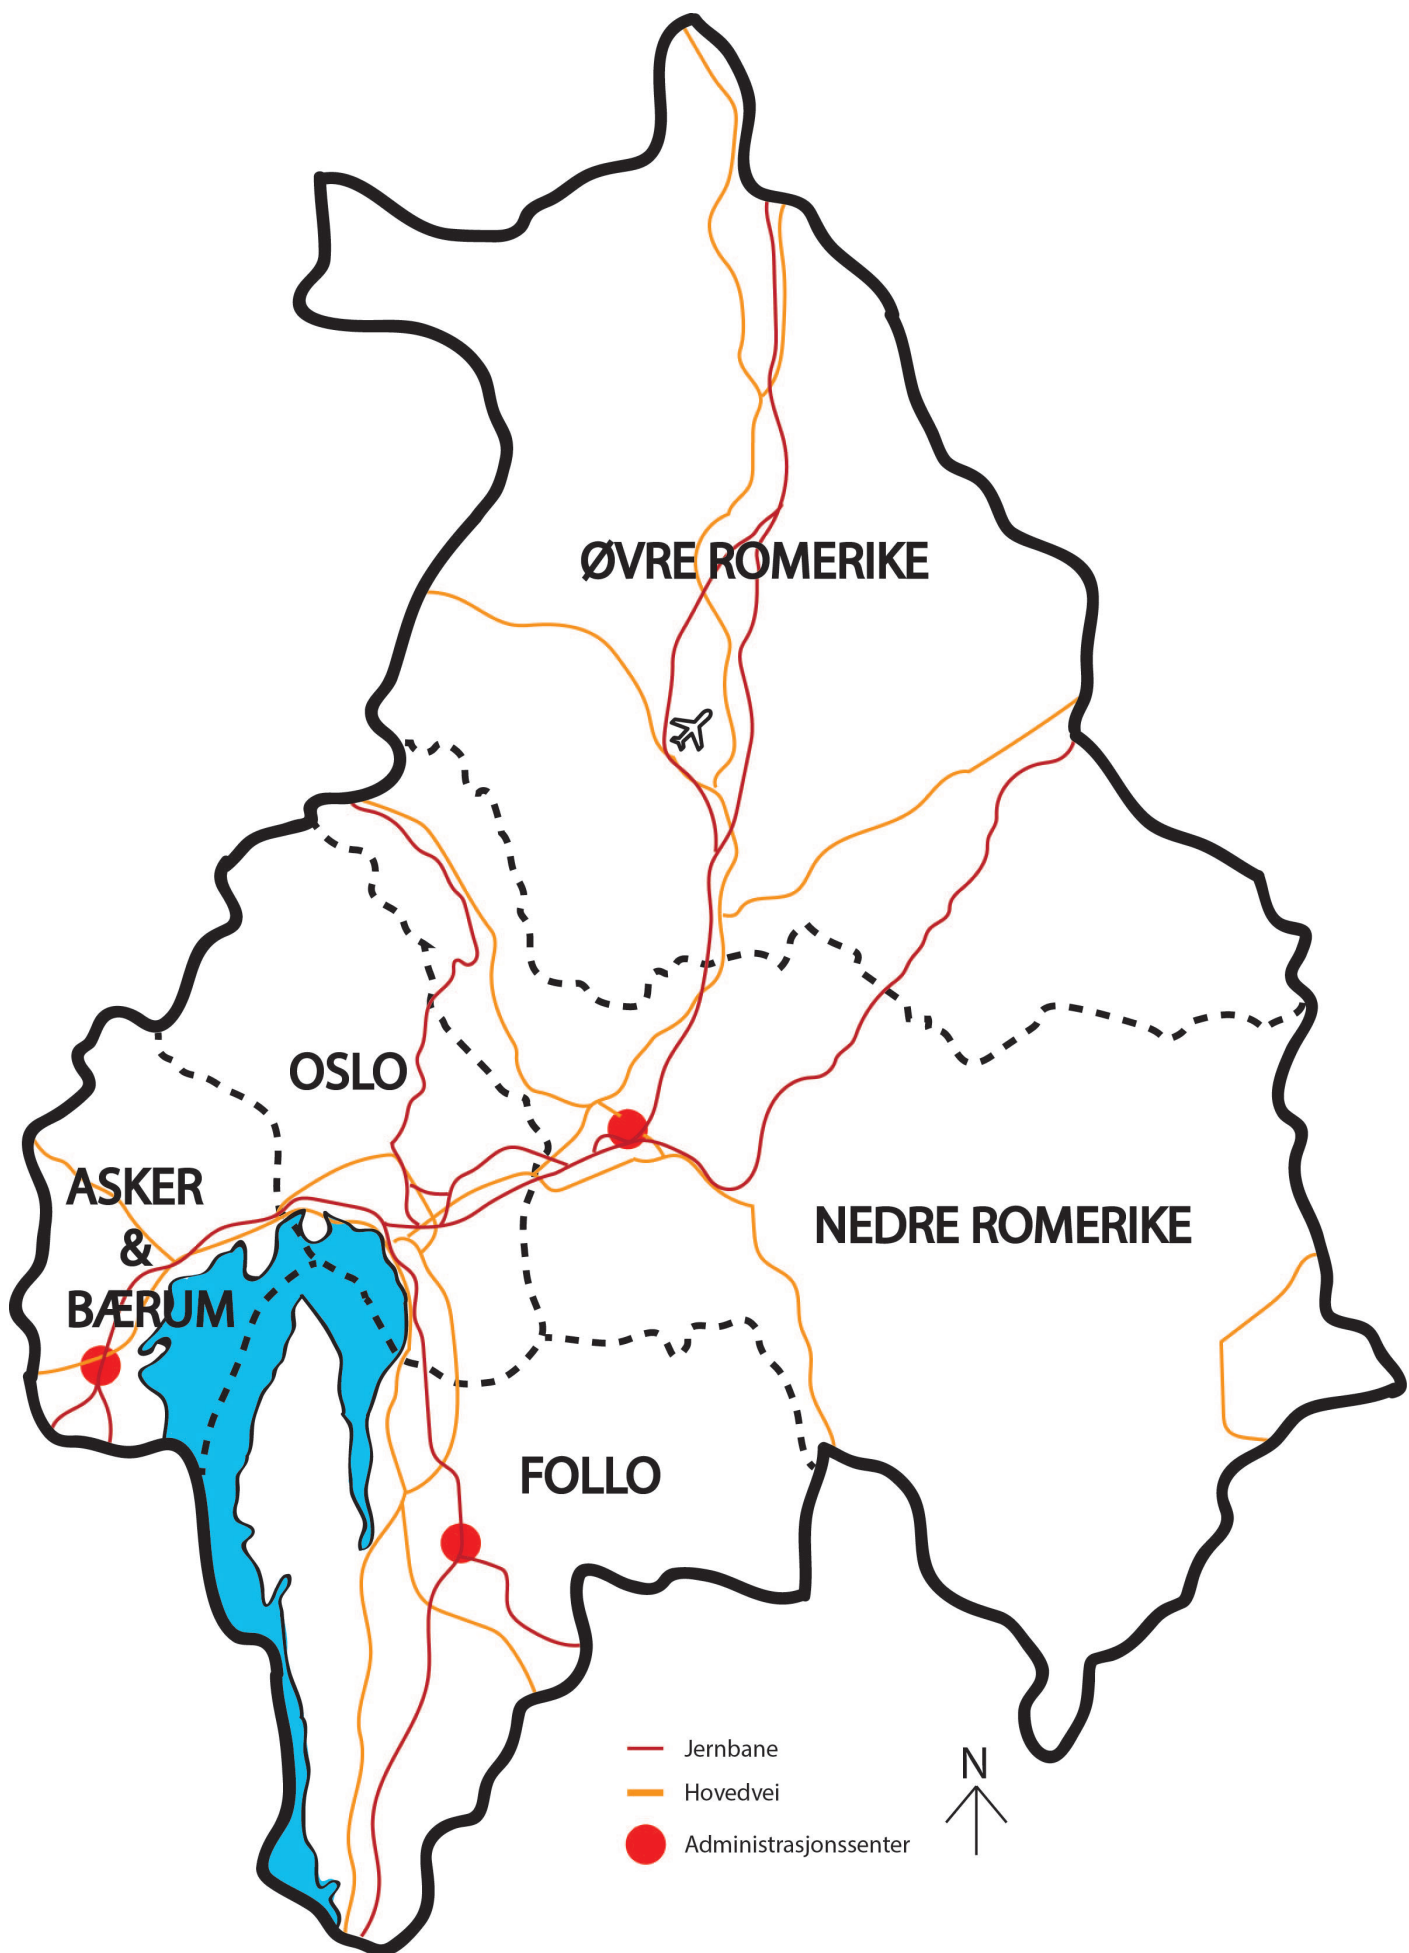 ØVRE ROMERIKE
OSLO
ASKER
&
BÆRUM
NEDRE ROMERIKE
FOLLO
Jernbane
Hovedvei
Administrasjonssenter
N